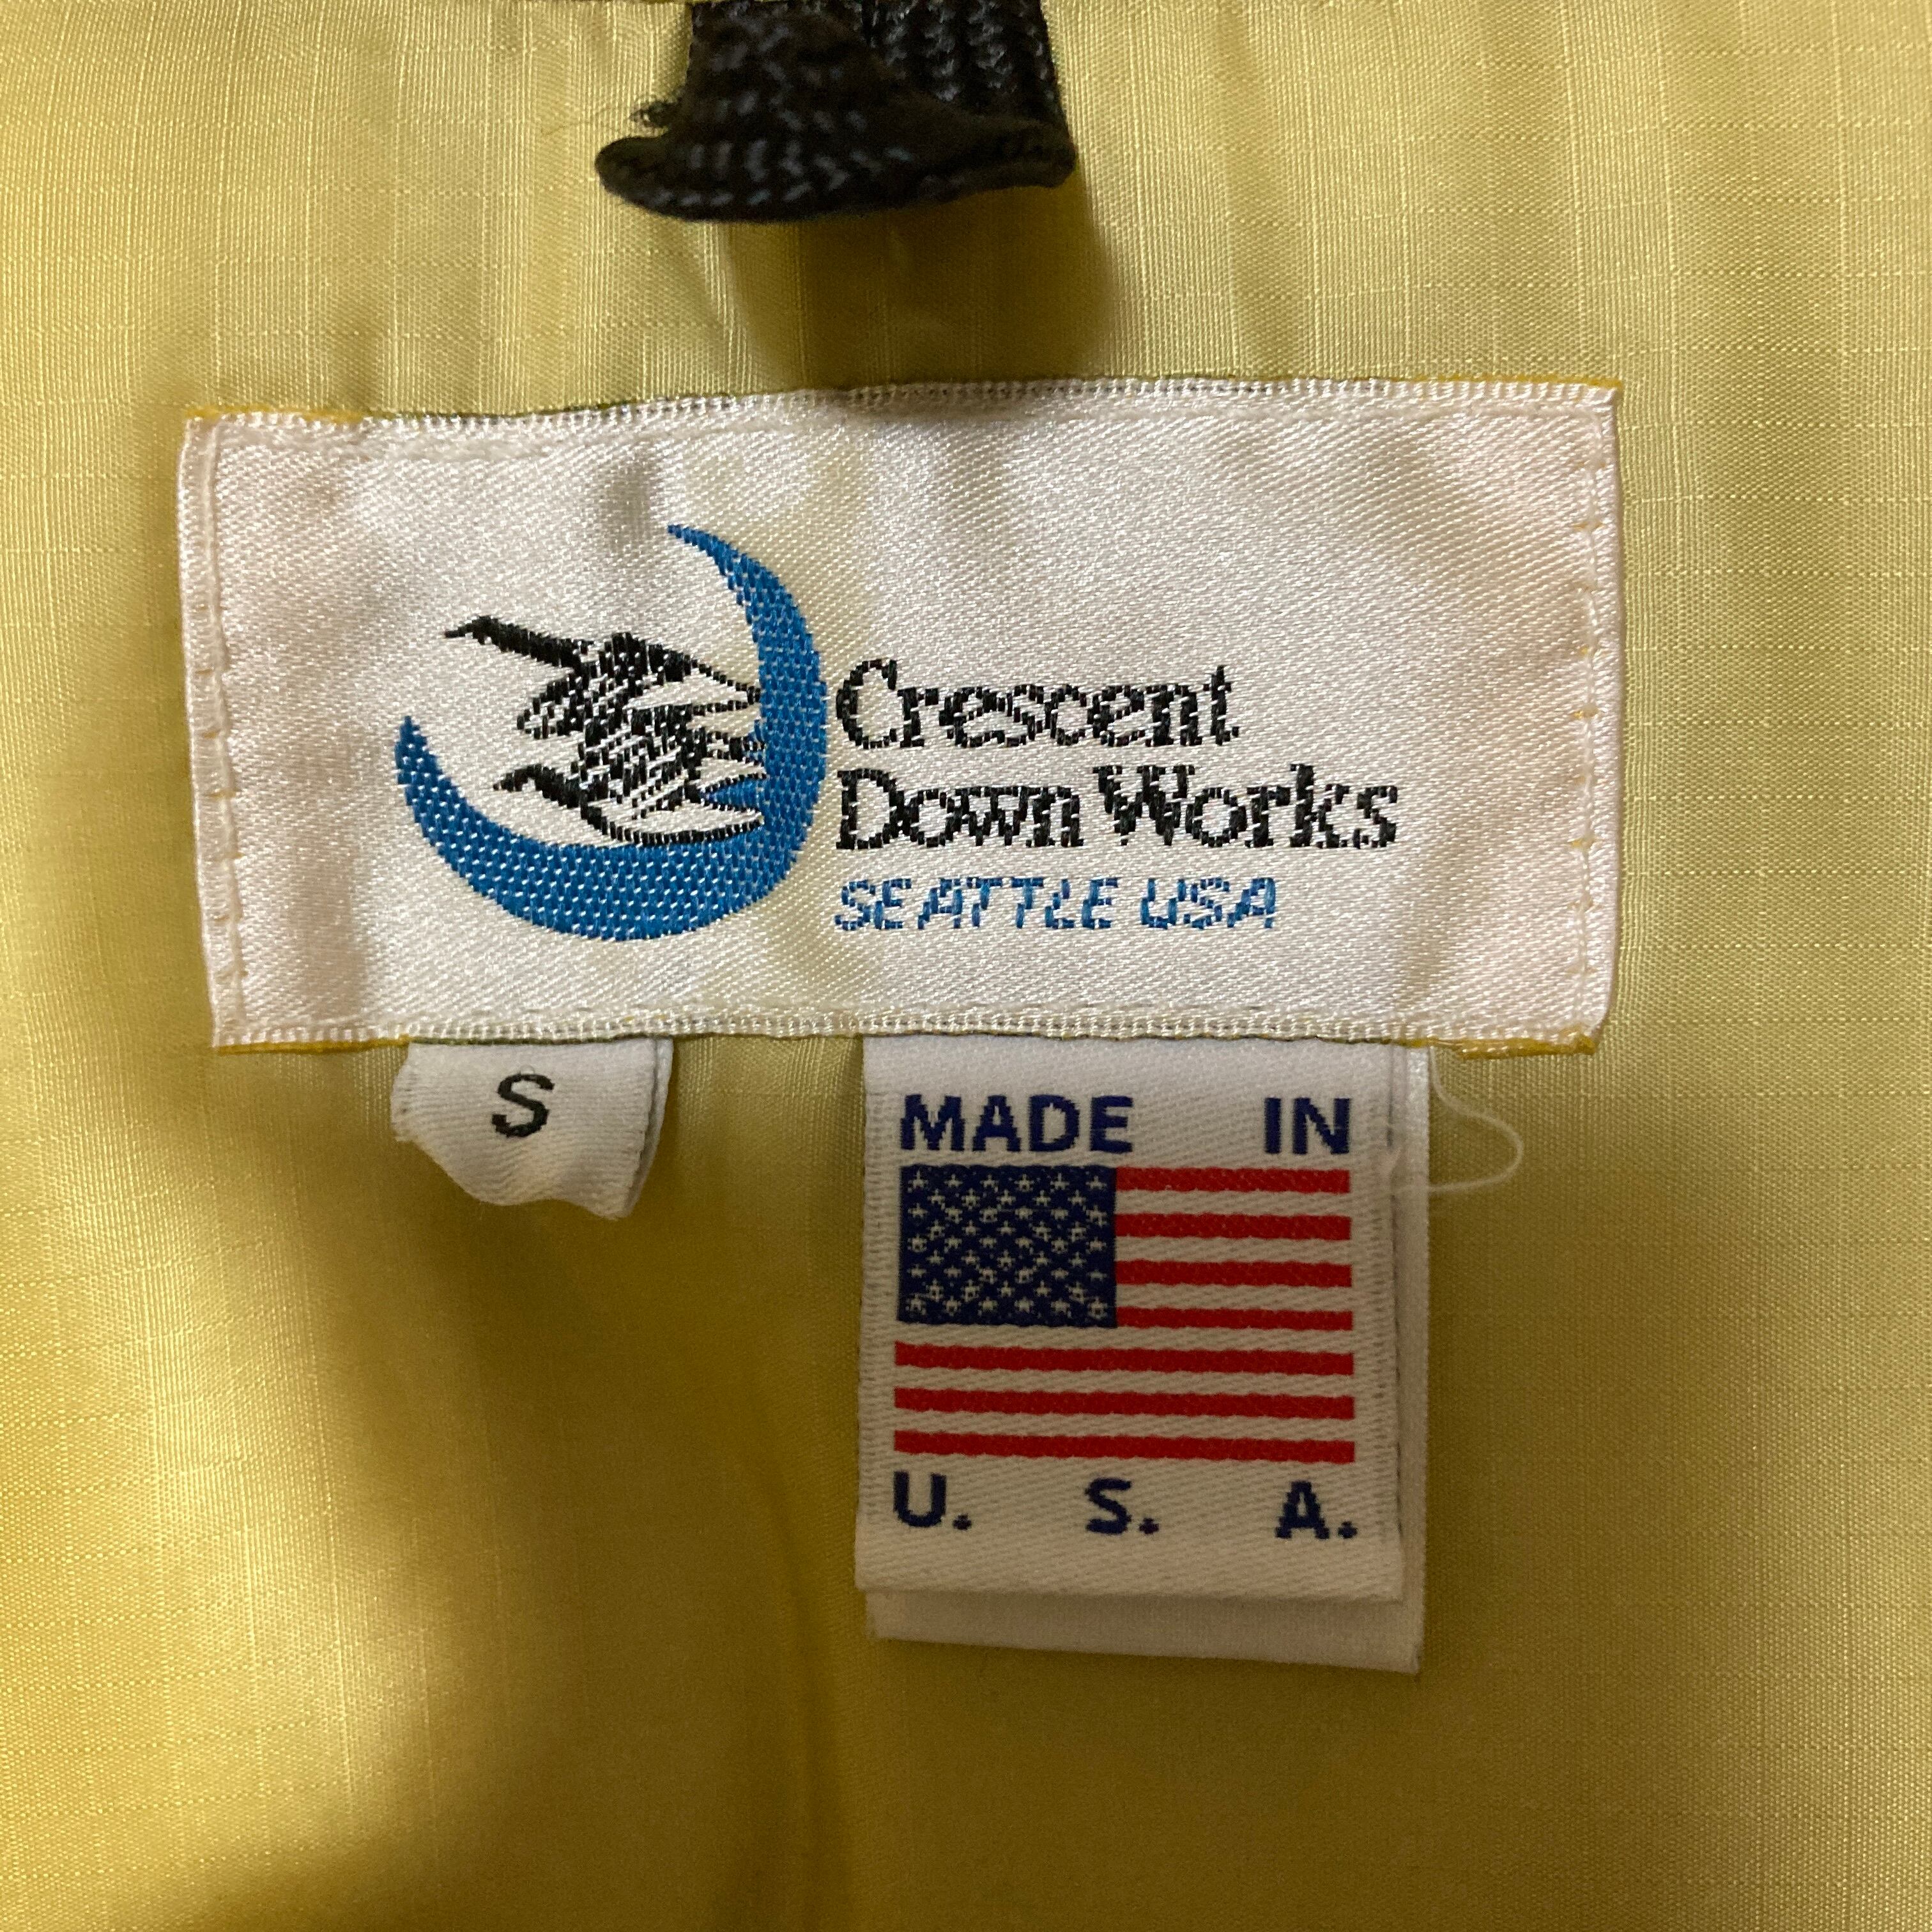 Crescent
Down Works
SEATTLE USA
S
MADE IN
U. S. A.